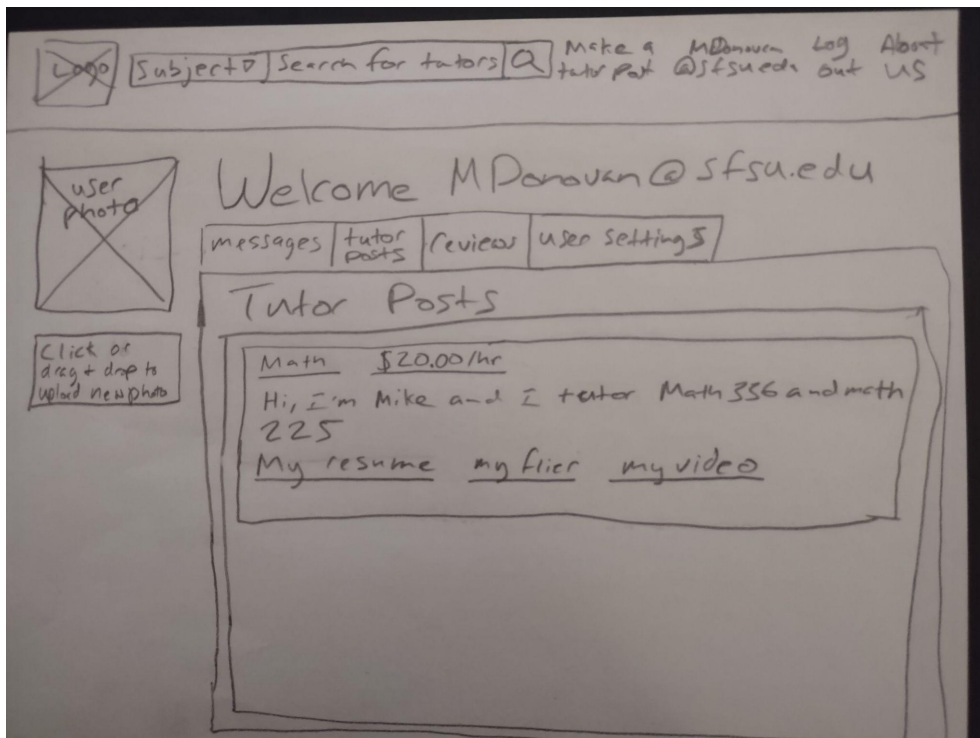 Logo Subject Search for tutors Make a MDonovan Log About
tutor post @sfsu.edu out us
user
photo
Welcome MDonovan@sfsu.edu
messages tutor posts reviews user settings
Tutor Posts
Click or
drag + drop to
upload new photo
Math $20.00/hr
Hi, I'm Mike and I tutor Math 356 and math
225
My resume my flier my video